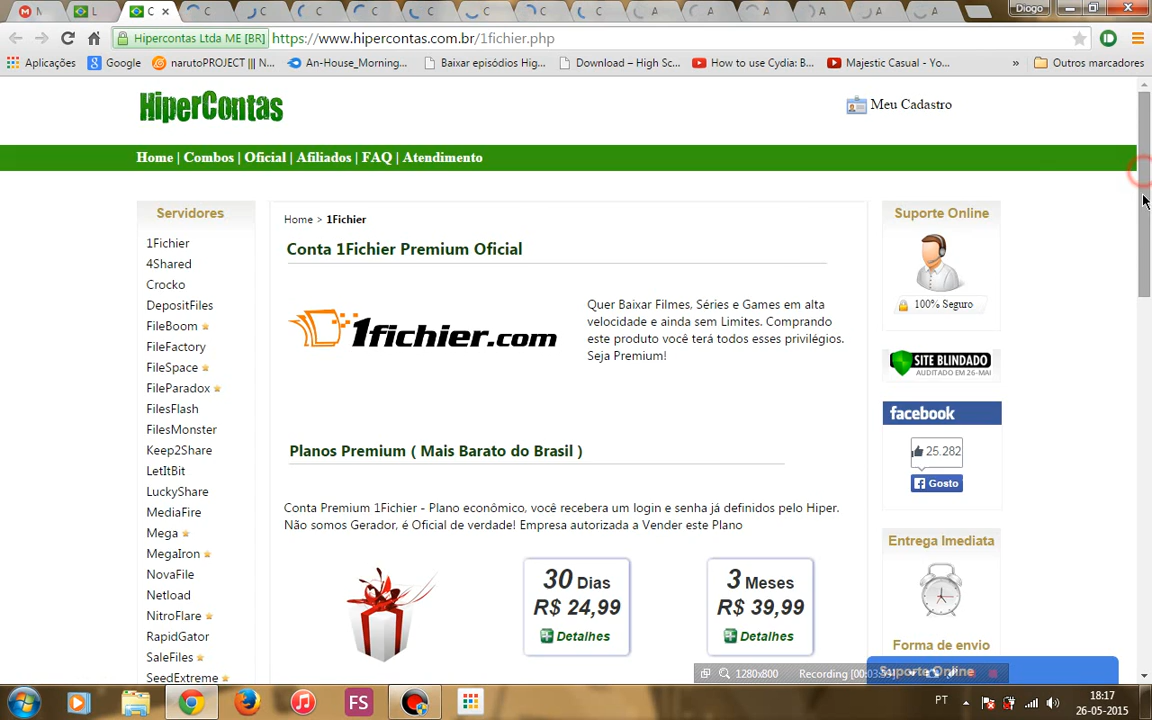 M
L
C
C
C
C
C
C
C
C
C
A
A
A
A
A
A
Diogo
Hipercontas Ltda ME [BR]
https://www.hipercontas.com.br/1fichier.php
Aplicações
Google
narutoPROJECT ||| N...
An-House_Morning...
Baixar episódios Hig...
Download – High Sc...
How to use Cydia: B...
Majestic Casual - Yo...
»
Outros marcadores
HiperContas
Meu Cadastro
Home | Combos | Oficial | Afiliados | FAQ | Atendimento
Servidores
1Fichier
4Shared
Crocko
DepositFiles
FileBoom
FileFactory
FileSpace
FileParadox
FilesFlash
FilesMonster
Keep2Share
LetItBit
LuckyShare
MediaFire
Mega
MegaIron
NovaFile
Netload
NitroFlare
RapidGator
SaleFiles
SeedExtreme
Home > 1Fichier
Conta 1Fichier Premium Oficial
1fichier.com
Quer Baixar Filmes, Séries e Games em alta
velocidade e ainda sem Limites. Comprando
este produto você terá todos esses privilégios.
Seja Premium!
Planos Premium ( Mais Barato do Brasil )
Conta Premium 1Fichier - Plano econômico, você recebera um login e senha já definidos pelo Hiper.
Não somos Gerador, é Oficial de verdade! Empresa autorizada a Vender este Plano
30 Dias
R$ 24,99
Detalhes
3 Meses
R$ 39,99
Detalhes
Suporte Online
100% Seguro
SITE BLINDADO
AUDITADO EM 26-MAI
facebook
25.282
Gosto
Entrega Imediata
Forma de envio
Suporte Online
1280x800
Recording
FS
PT
18:17
26-05-2015